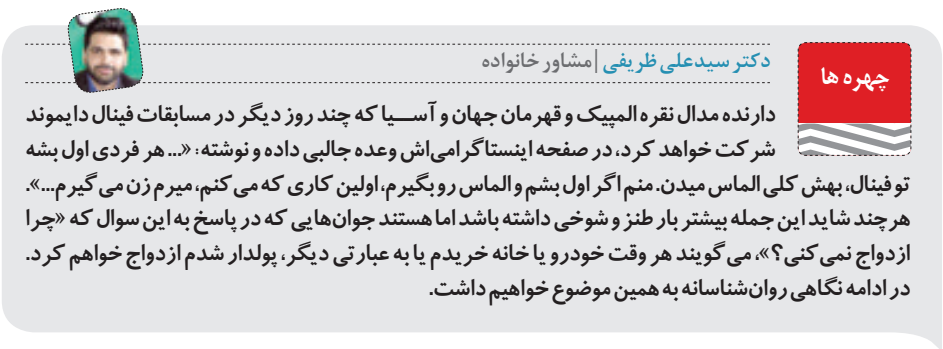 چهره ها
دکتر سیدعلی ظریفی | مشاور خانواده
دارنده مدال نقره المپیک و قهرمان جهان و آسیا که چند روز دیگر در مسابقات فینال دایموند
شرکت خواهد کرد، در صفحه اینستاگرامی‌اش وعده جالبی داده و نوشته: «... هر فردی اول بشه
تو فینال، بهش کلی الماس میدن. منم اگر اول بشم و الماس رو بگیرم، اولین کاری که می‌کنم، میرم زن می‌گیرم...».
هرچند شاید این جمله بیشتر بار طنز و شوخی داشته باشد اما هستند جوان‌هایی که در پاسخ به این سوال که «چرا
ازدواج نمی‌کنی؟»، می‌گویند هر وقت خودرو یا خانه خریدم یا به عبارتی دیگر، پولدار شدم ازدواج خواهم کرد.
در ادامه نگاهی روان‌شناسانه به همین موضوع خواهیم داشت.